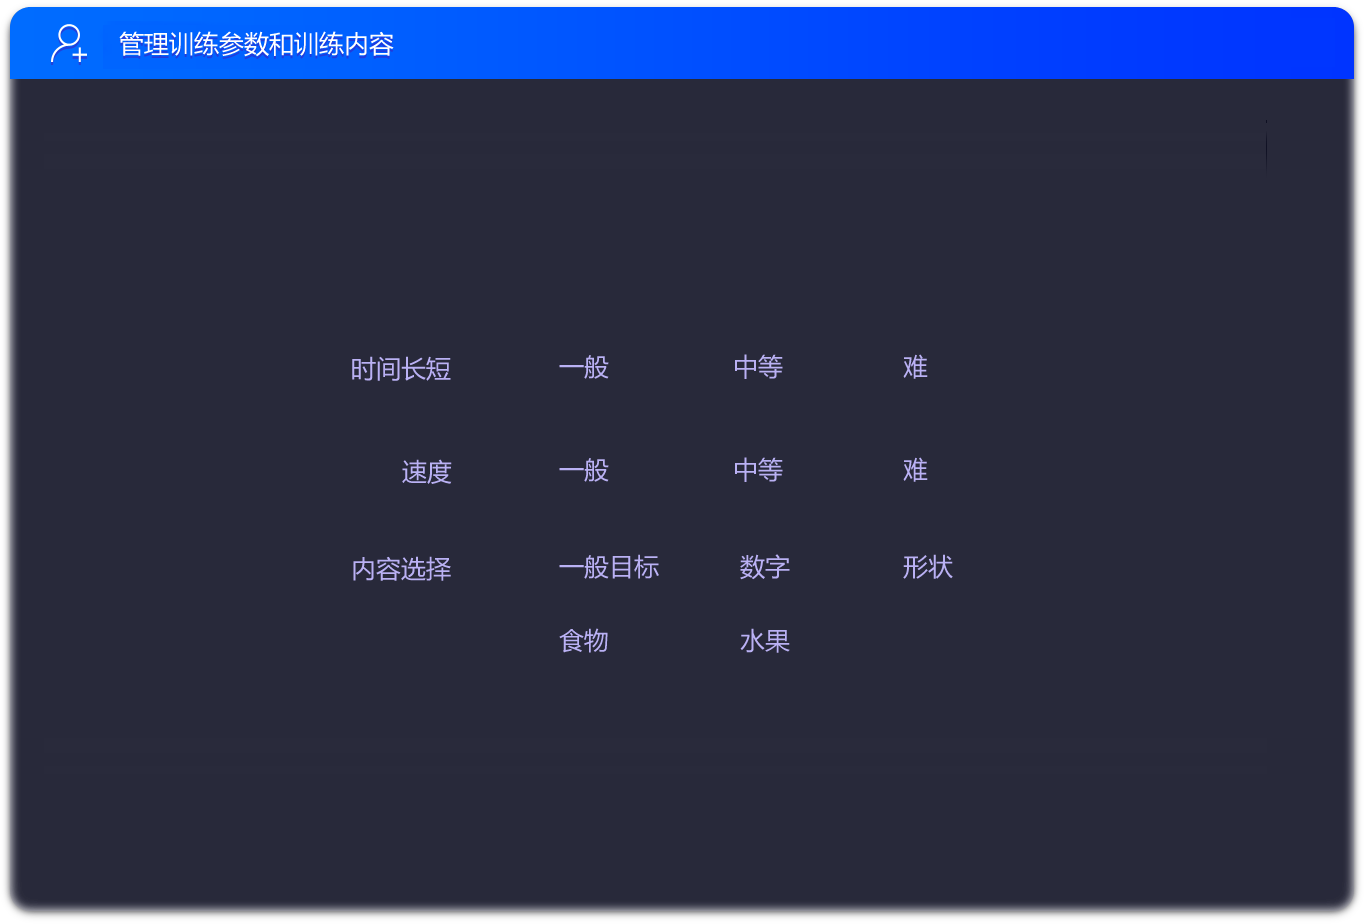 管理训练参数和训练内容
时间长短 一般 中等 难
速度 一般 中等 难
内容选择 一般目标 数字 形状
食物 水果